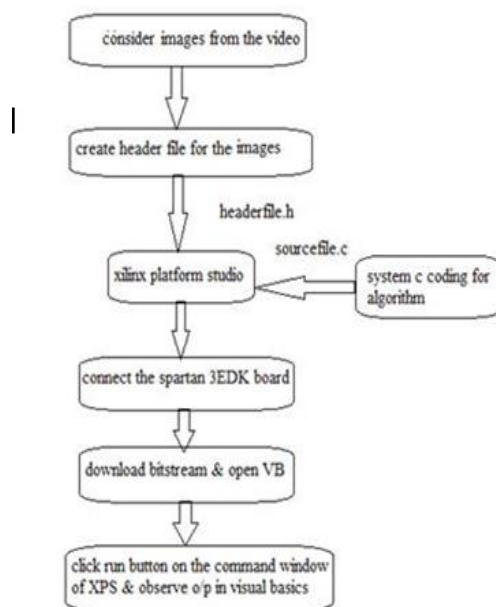 consider images from the video
create header file for the images
headerfile.h
sourcefile.c
xilinx platform studio
system c coding for
algorithm
connect the spartan 3EDK board
download bitstream & open VB
click run button on the command window
of XPS & observe o/p in visual basics